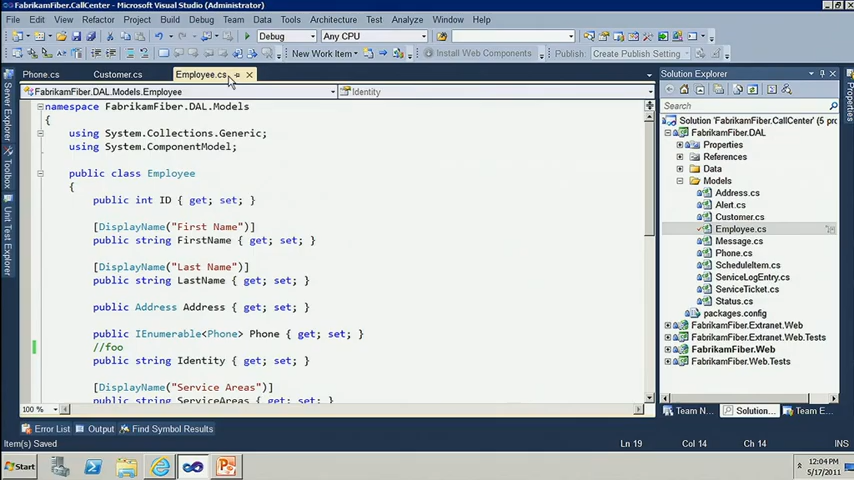 FabrikamFiber.CallCenter - Microsoft Visual Studio (Administrator)
File Edit View Refactor Project Build Debug Team Data Tools Architecture Test Analyze Window Help
Debug Any CPU
New Work Item Install Web Components Publish: Create Publish Setting
Phone.cs Customer.cs Employee.cs
FabrikamFiber.DAL.Models.Employee Identity
namespace FabrikamFiber.DAL.Models
{
using System.Collections.Generic;
using System.ComponentModel;
public class Employee
{
public int ID { get; set; }
[DisplayName("First Name")]
public string FirstName { get; set; }
[DisplayName("Last Name")]
public string LastName { get; set; }
public Address Address { get; set; }
public IEnumerable<Phone> Phone { get; set; }
//foo
public string Identity { get; set; }
[DisplayName("Service Areas")]
public string ServiceAreas { get; set; }
100 %
Server Explorer
Toolbox
Unit Test Explorer
Solution Explorer
Search
Solution 'FabrikamFiber.CallCenter' (5 pro
FabrikamFiber.DAL
Properties
References
Data
Models
Address.cs
Alert.cs
Customer.cs
Employee.cs
Message.cs
Phone.cs
ScheduleItem.cs
ServiceLogEntry.cs
ServiceTicket.cs
Status.cs
packages.config
FabrikamFiber.Extranet.Web
FabrikamFiber.Extranet.Web.Tests
FabrikamFiber.Web
FabrikamFiber.Web.Tests
Team N... Solution... Team E...
Properties
Error List Output Find Symbol Results
Item(s) Saved Ln 19 Col 14 Ch 14 INS
Start
12:04 PM
5/17/2011